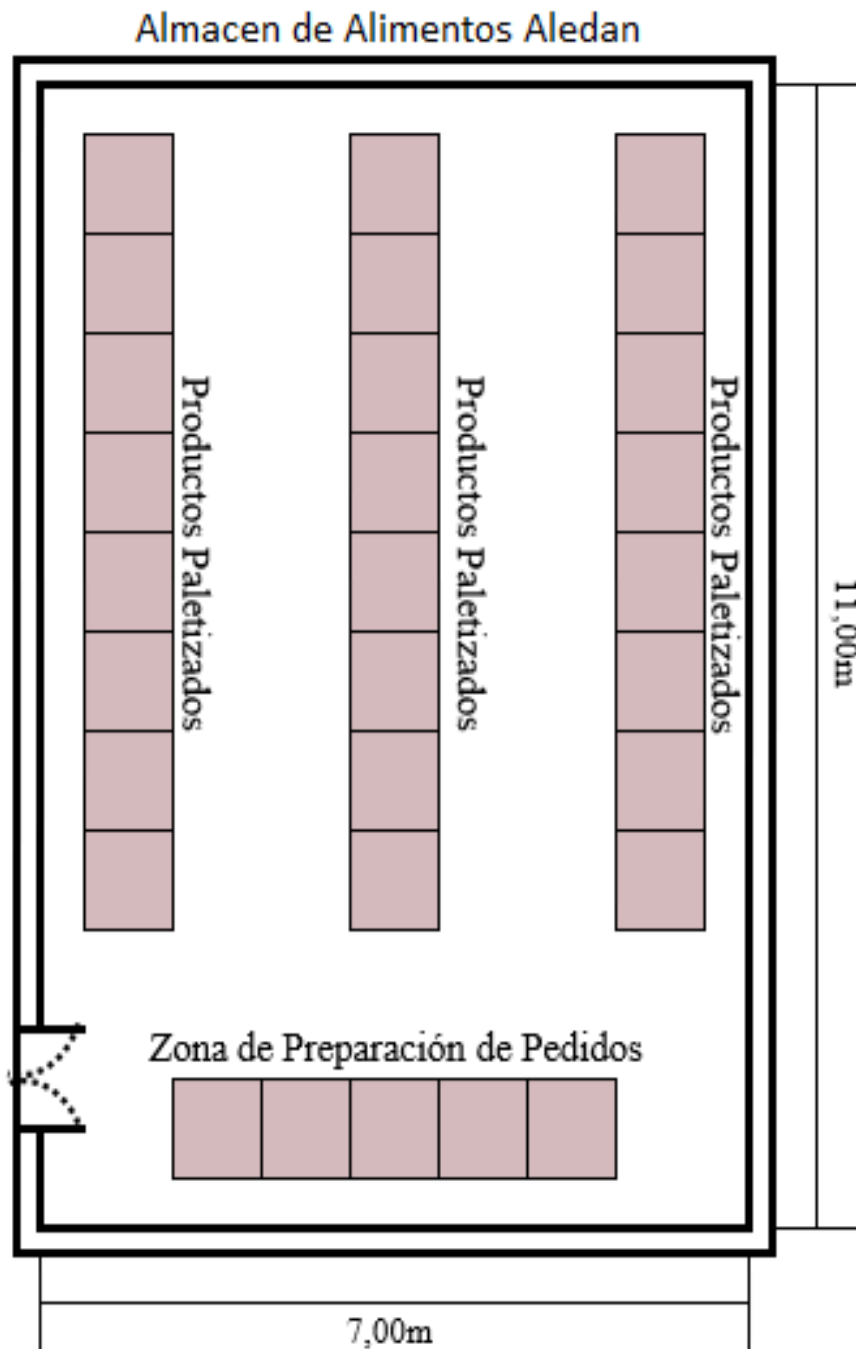 Almacen de Alimentos Aledan
Productos Paletizados
Productos Paletizados
Productos Paletizados
11,00m
Zona de Preparación de Pedidos
7,00m